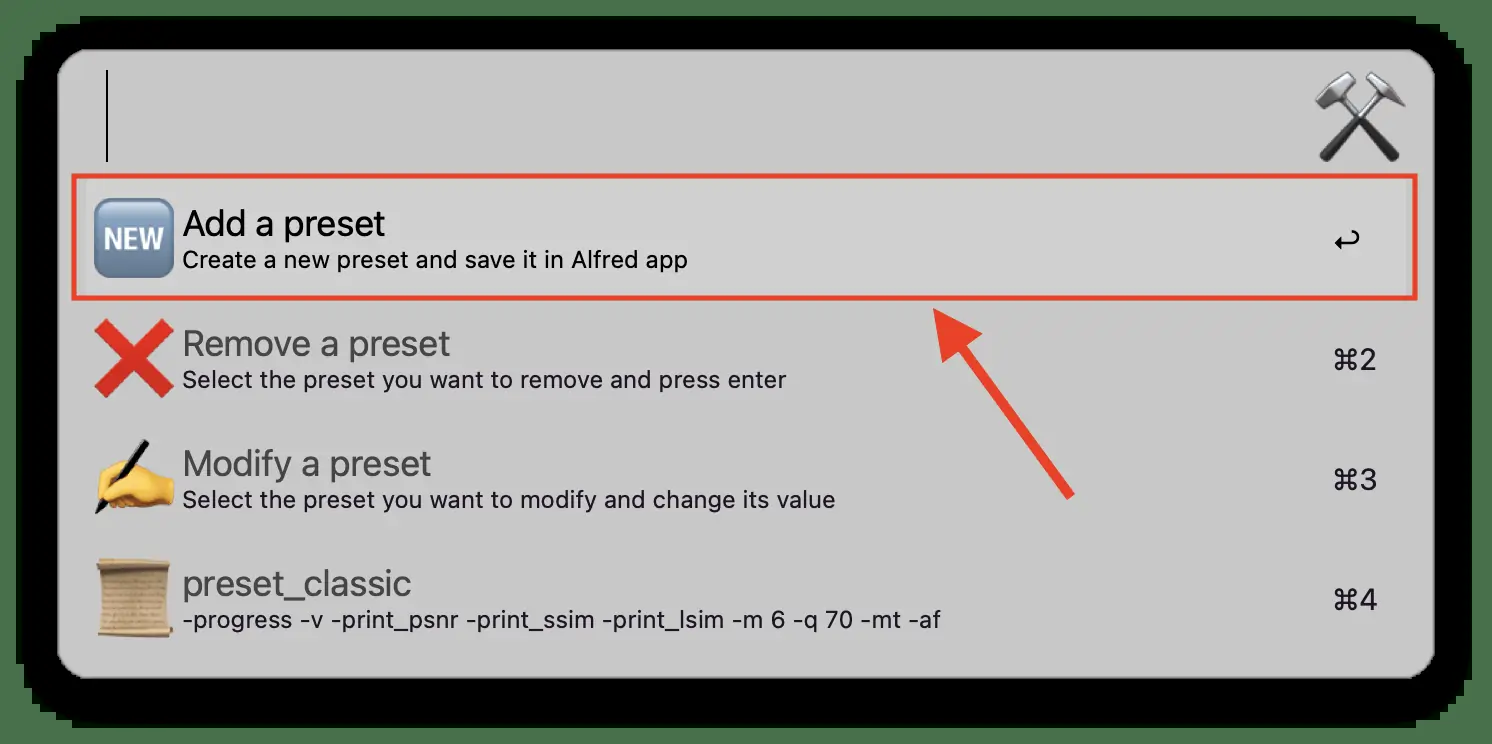 NEW
Add a preset
Create a new preset and save it in Alfred app
↩
Remove a preset
Select the preset you want to remove and press enter
⌘2
Modify a preset
Select the preset you want to modify and change its value
⌘3
preset_classic
-progress -v -print_psnr -print_ssim -print_lsim -m 6 -q 70 -mt -af
⌘4